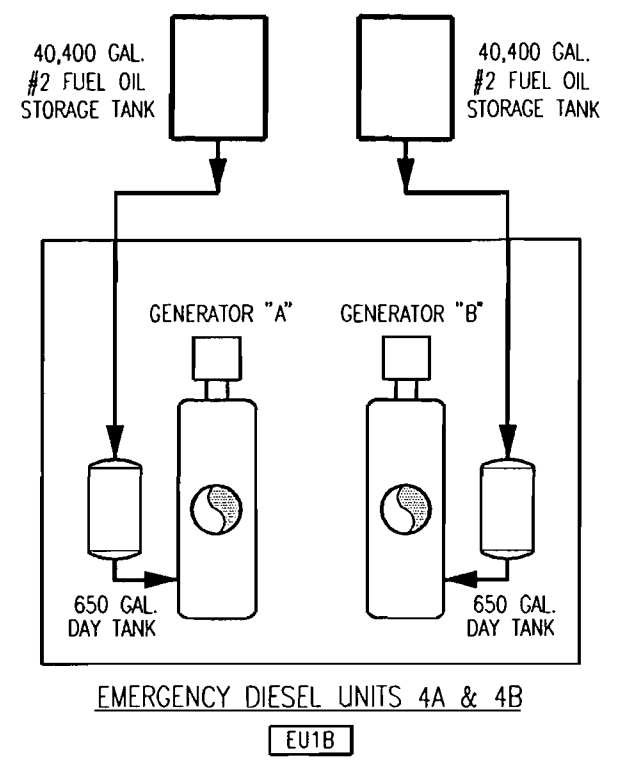 40,400 GAL.
#2 FUEL OIL
STORAGE TANK
40,400 GAL.
#2 FUEL OIL
STORAGE TANK
GENERATOR "A"
GENERATOR "B"
650 GAL.
DAY TANK
650 GAL.
DAY TANK
EMERGENCY DIESEL UNITS 4A & 4B
EU1B